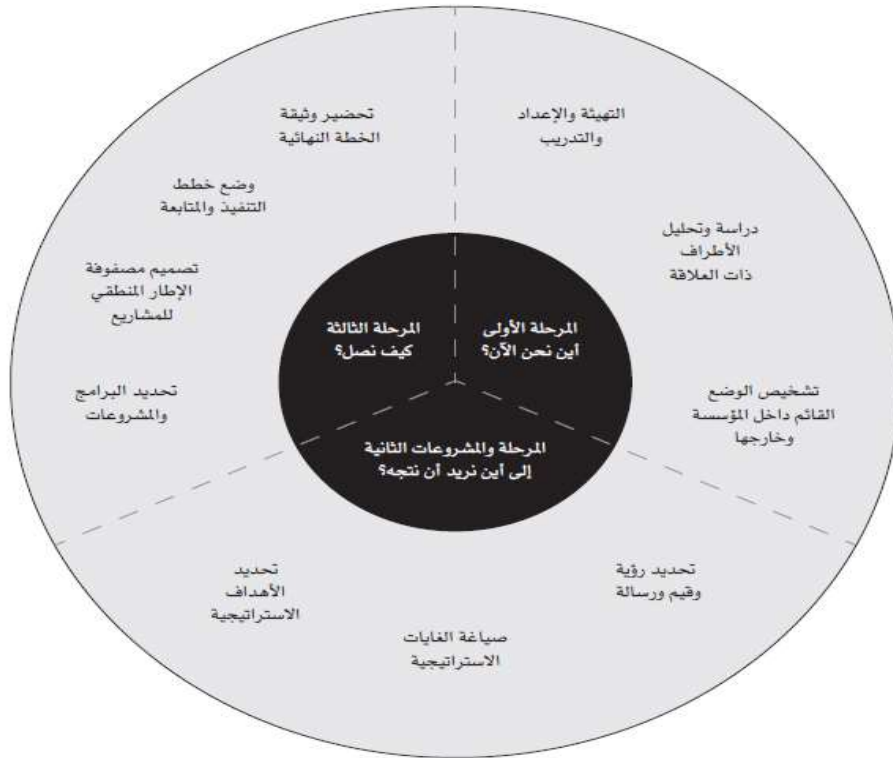 التهيئة والإعداد
والتدريب
دراسة وتحليل
الأطراف
ذات العلاقة
تشخيص الوضع
القائم داخل المؤسسة
وخارجها
المرحلة الأولى
أين نحن الآن؟
تحديد رؤية
وقيم ورسالة
صياغة الغايات
الاستراتيجية
تحديد
الأهداف
الاستراتيجية
المرحلة والمشروعات الثانية
إلى أين نريد أن نتجه؟
تحديد البرامج
والمشروعات
تصميم مصفوفة
الإطار المنطقي
للمشاريع
وضع خطط
التنفيذ والمتابعة
تحضير وثيقة
الخطة النهائية
المرحلة الثالثة
كيف نصل؟